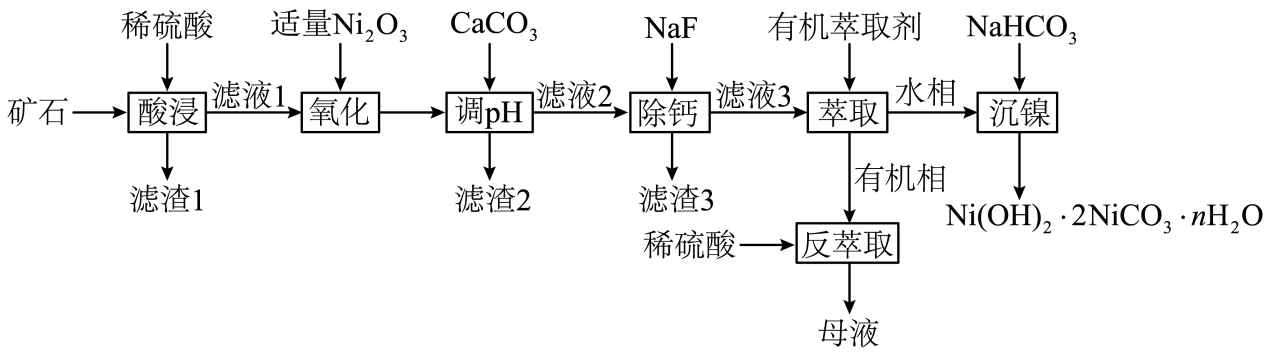 稀硫酸 适量Ni₂O₃ CaCO₃ NaF 有机萃取剂 NaHCO₃
矿石 酸浸 滤液1 氧化 调pH 滤液2 除钙 滤液3 萃取 水相 沉镍
有机相
滤渣1 滤渣2 滤渣3 Ni(OH)₂·2NiCO₃·nH₂O
稀硫酸 反萃取
母液